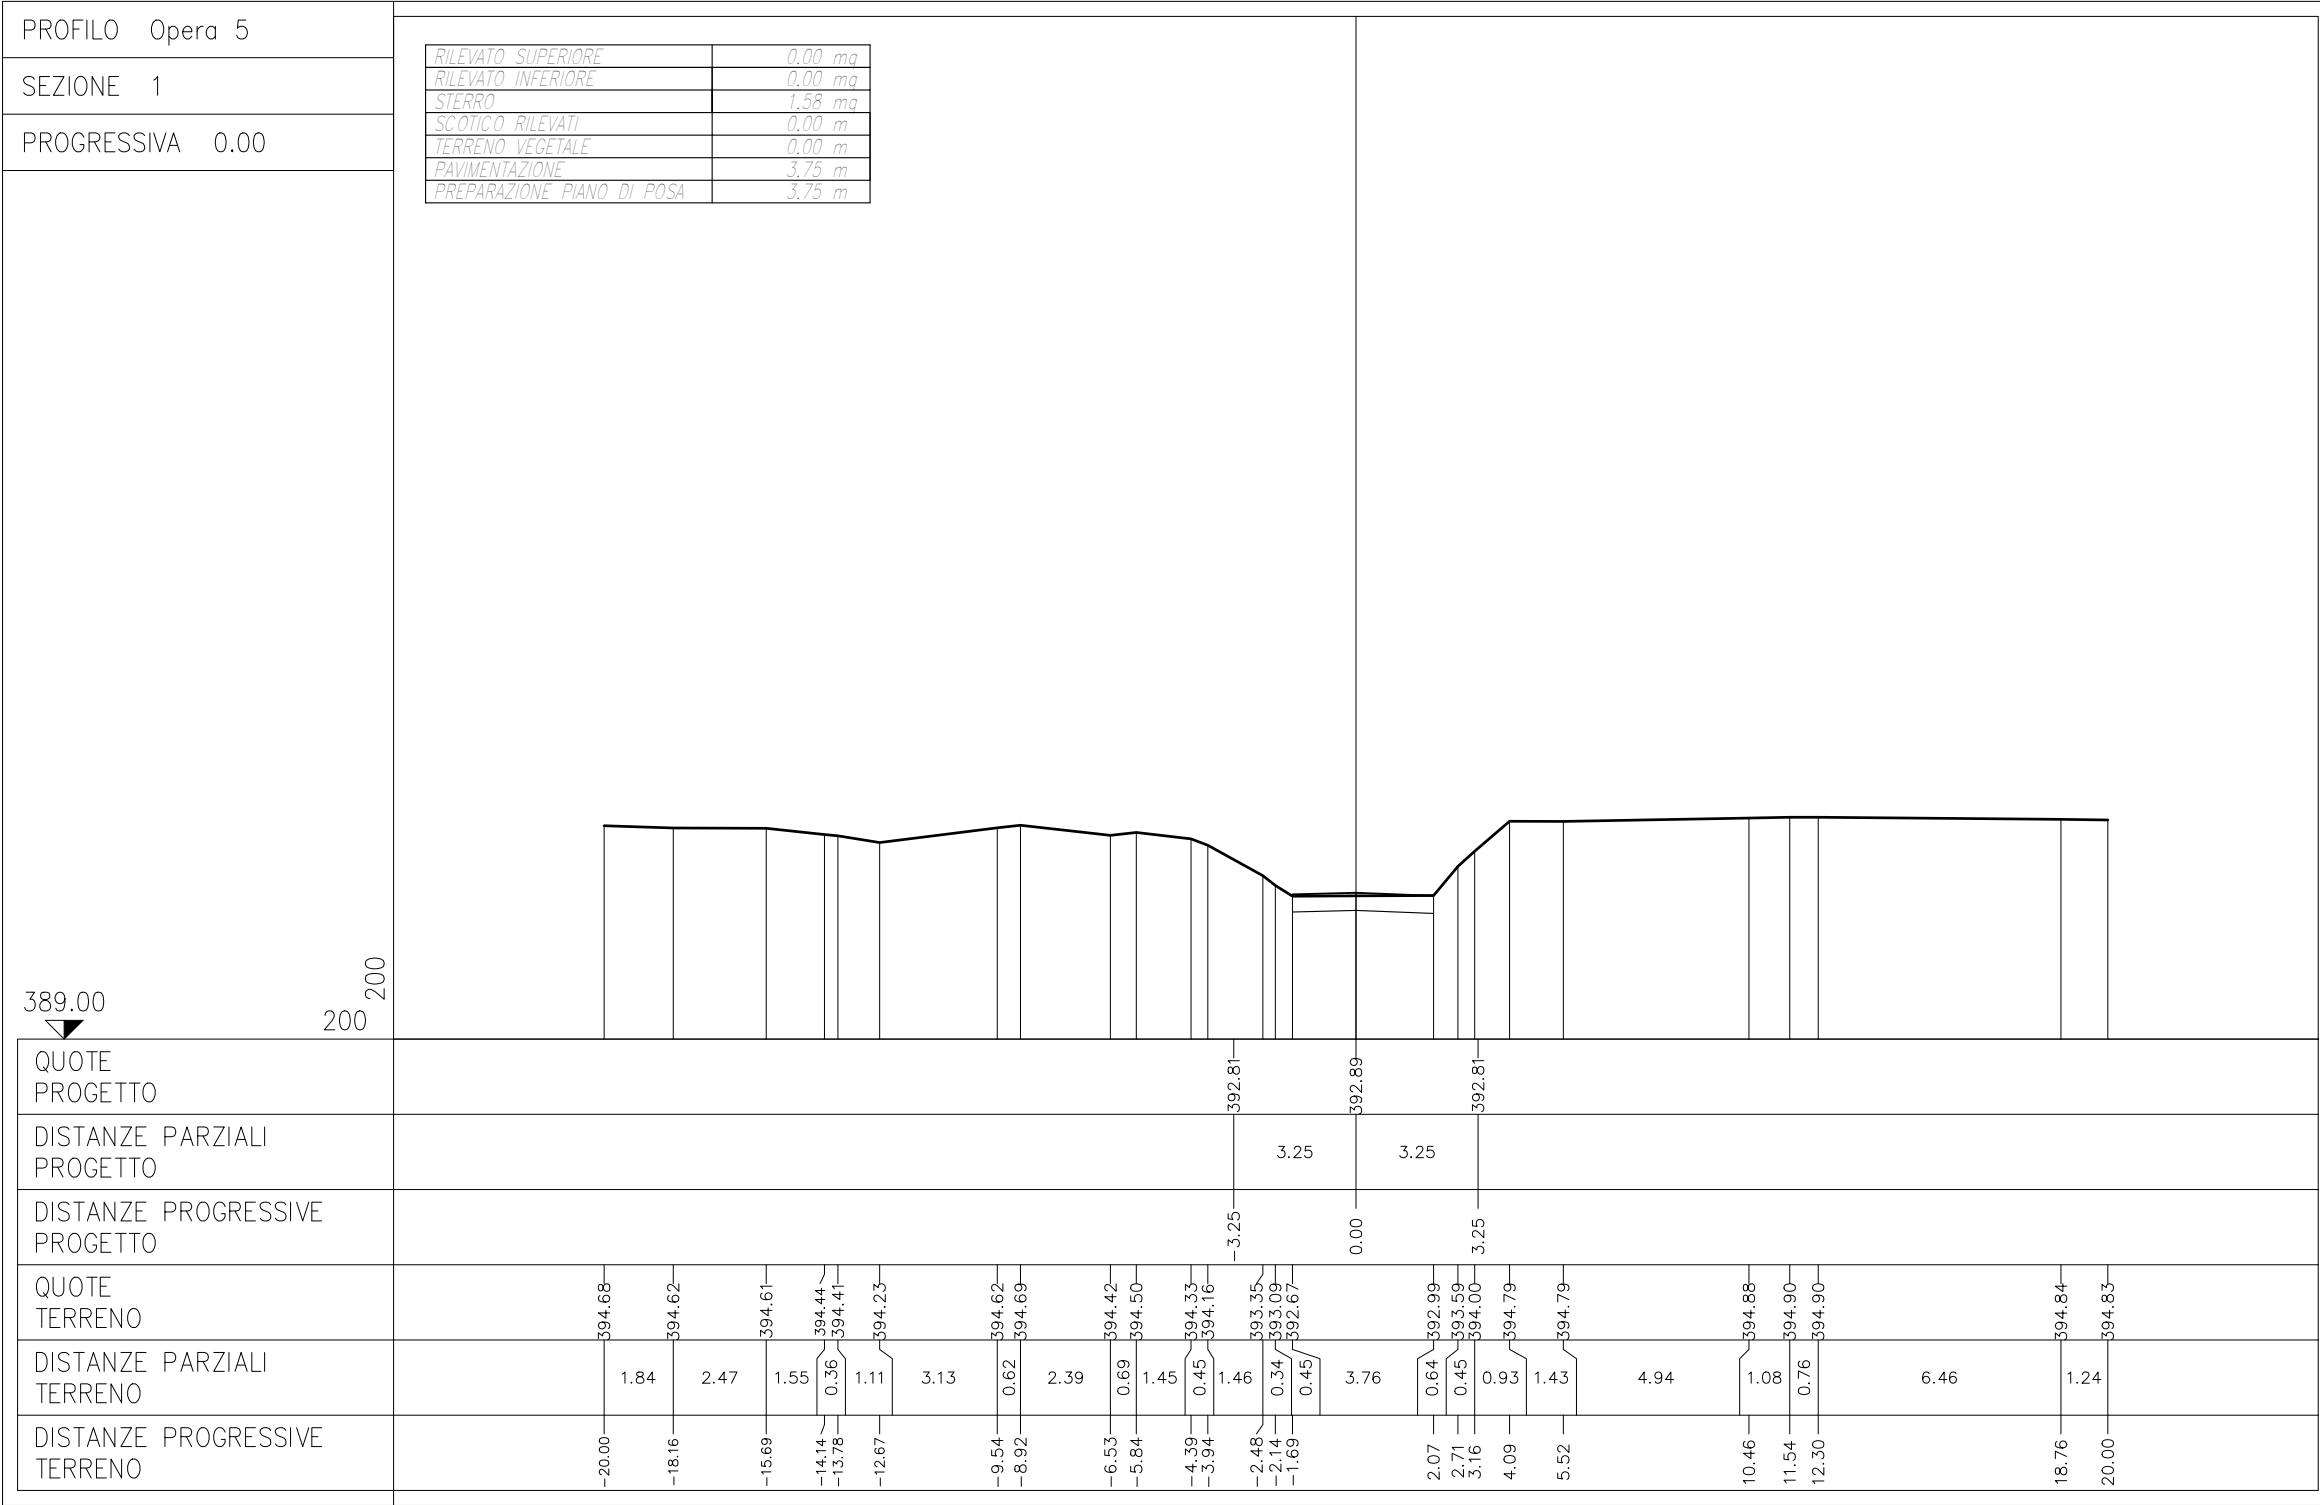 PROFILO Opera 5
SEZIONE 1
PROGRESSIVA 0.00
RILEVATO SUPERIORE 0.00 mq
RILEVATO INFERIORE 0.00 mq
STERRO 1.58 mq
SCOTICO RILEVATI 0.00 m
TERRENO VEGETALE 0.00 m
PAVIMENTAZIONE 3.75 m
PREPARAZIONE PIANO DI POSA 3.75 m
389.00
200
200
QUOTE
PROGETTO
392.81 392.89 392.81
DISTANZE PARZIALI
PROGETTO
3.25 3.25
DISTANZE PROGRESSIVE
PROGETTO
-3.25 0.00 3.25
QUOTE
TERRENO
394.68 394.62 394.61 394.44 394.41 394.23 394.62 394.69 394.42 394.50 394.33 394.16 393.35 393.09 392.67 392.99 393.59 394.00 394.79 394.79 394.88 394.90 394.90 394.84 394.83
DISTANZE PARZIALI
TERRENO
1.84 2.47 1.55 0.36 1.11 3.13 0.62 2.39 0.69 1.45 0.45 1.46 0.34 0.45 3.76 0.64 0.45 0.93 1.43 4.94 1.08 0.76 6.46 1.24
DISTANZE PROGRESSIVE
TERRENO
-20.00 -18.16 -15.69 -14.14 -13.78 -12.67 -9.54 -8.92 -6.53 -5.84 -4.39 -3.94 -2.48 -2.14 -1.69 2.07 2.71 3.16 4.09 5.52 10.46 11.54 12.30 18.76 20.00